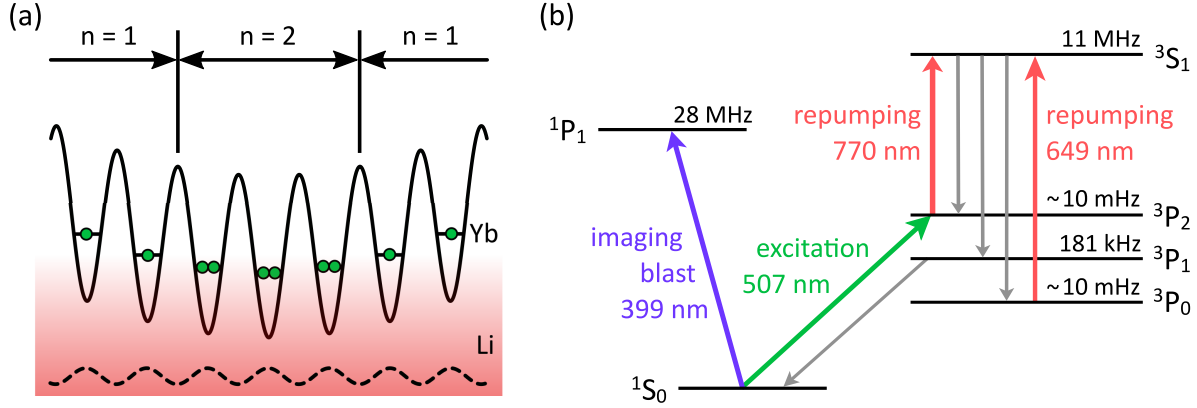 (a)
n = 1
n = 2
n = 1
Yb
Li
(b)
¹P₁
28 MHz
imaging
blast
399 nm
excitation
507 nm
¹S₀
11 MHz
³S₁
repumping
770 nm
repumping
649 nm
~10 mHz
³P₂
181 kHz
³P₁
~10 mHz
³P₀